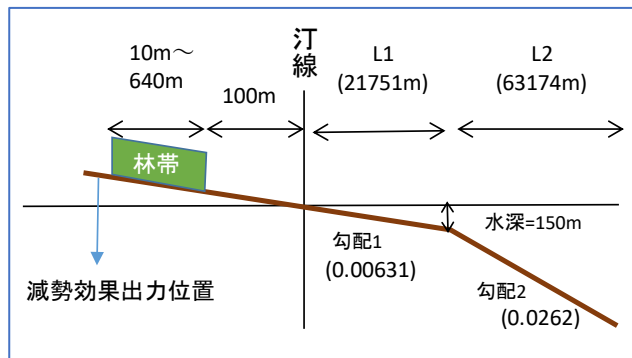 10m～
640m
100m
汀
線
L1
(21751m)
L2
(63174m)
林帯
水深=150m
勾配1
(0.00631)
減勢効果出力位置
勾配2
(0.0262)